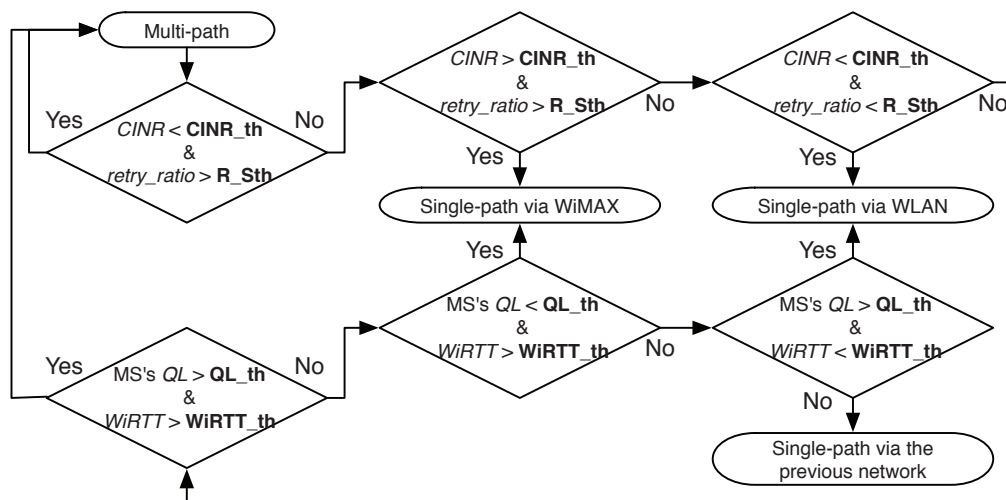 Multi-path
Yes
No
CINR < CINR_th
&
retry_ratio > R_Sth
CINR > CINR_th
&
retry_ratio > R_Sth
No
Yes
CINR < CINR_th
&
retry_ratio < R_Sth
No
Yes
Single-path via WiMAX
Single-path via WLAN
Yes
No
MS's QL > QL_th
&
WiRTT > WiRTT_th
Yes
MS's QL < QL_th
&
WiRTT > WiRTT_th
No
Yes
MS's QL > QL_th
&
WiRTT < WiRTT_th
No
Single-path via the
previous network